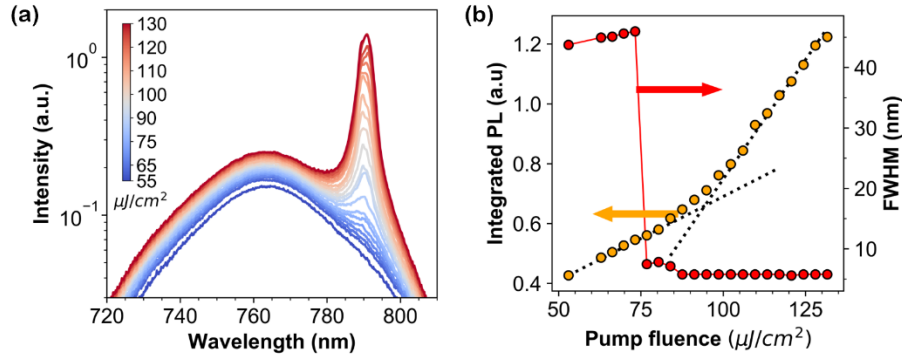 (a)
Intensity (a.u.)
10⁰
10⁻¹
130
120
110
100
90
75
65
55
μJ/cm²
720 740 760 780 800
Wavelength (nm)
(b)
Integrated PL (a.u)
1.2
1.0
0.8
0.6
0.4
50 75 100 125
Pump fluence (μJ/cm²)
40
30
20
10
FWHM (nm)